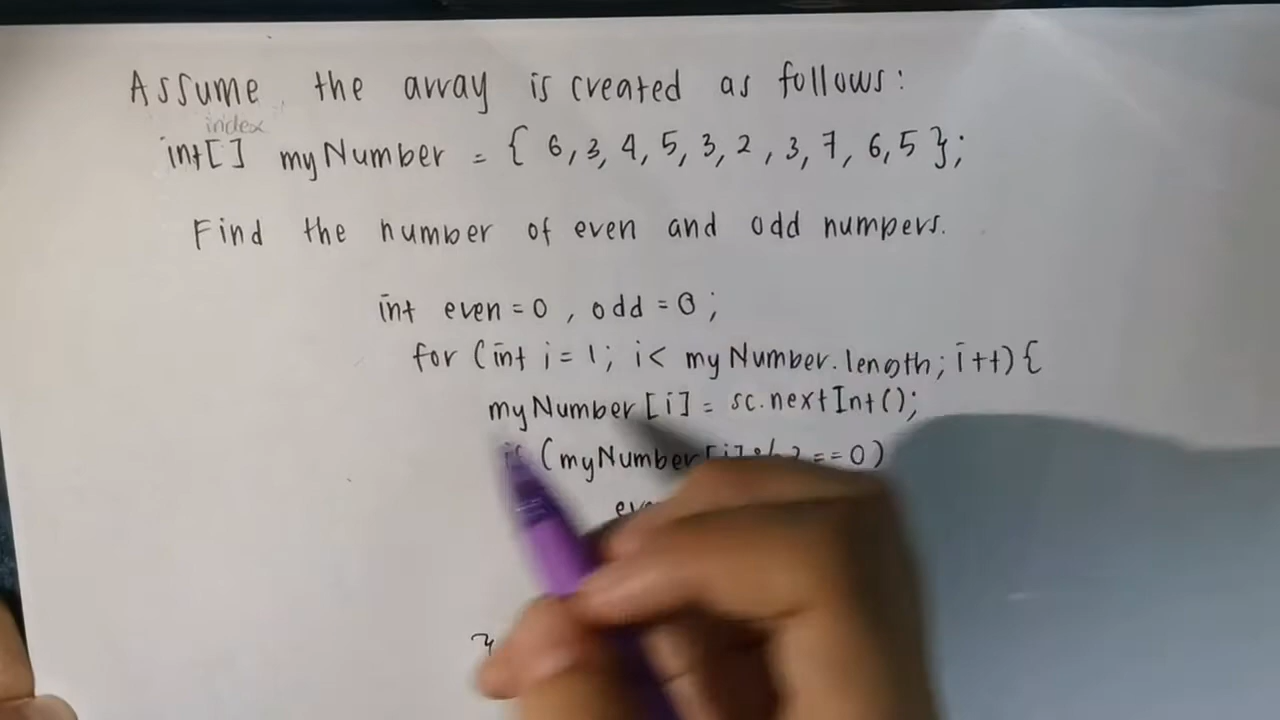 Assume the array is created as follows:
index
int[] myNumber = { 6, 3, 4, 5, 3, 2, 3, 7, 6, 5 };
Find the number of even and odd numpers.
int even = 0, odd = 0;
for (int i = 1; i < myNumber.length; i++) {
myNumber [i] = sc.nextInt();
(myNumber [i] % 2 == 0)
}